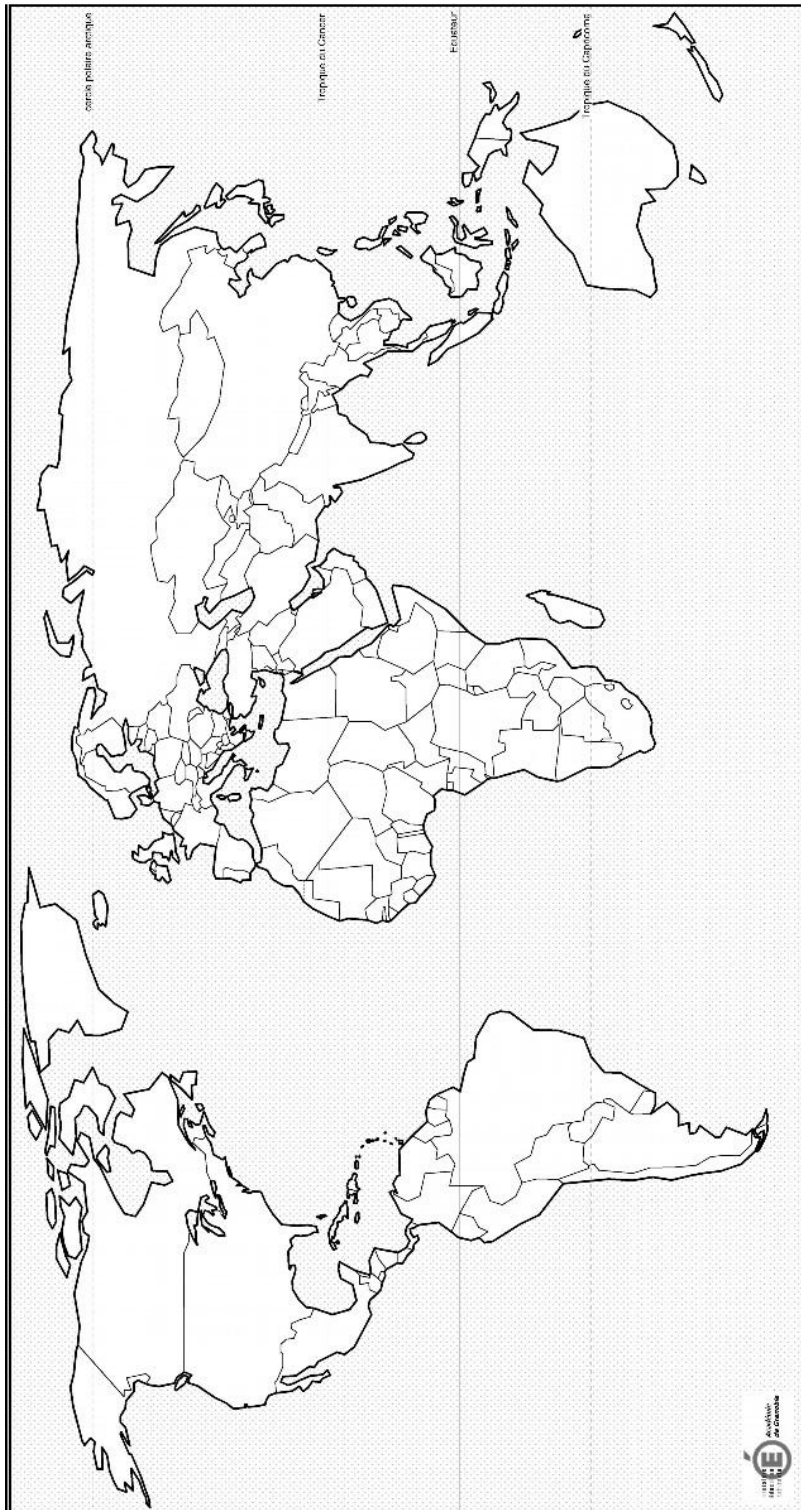 cercle polaire arctique
Tropique du Cancer
Equateur
Tropique du Capricorne
É
Académie
de Grenoble